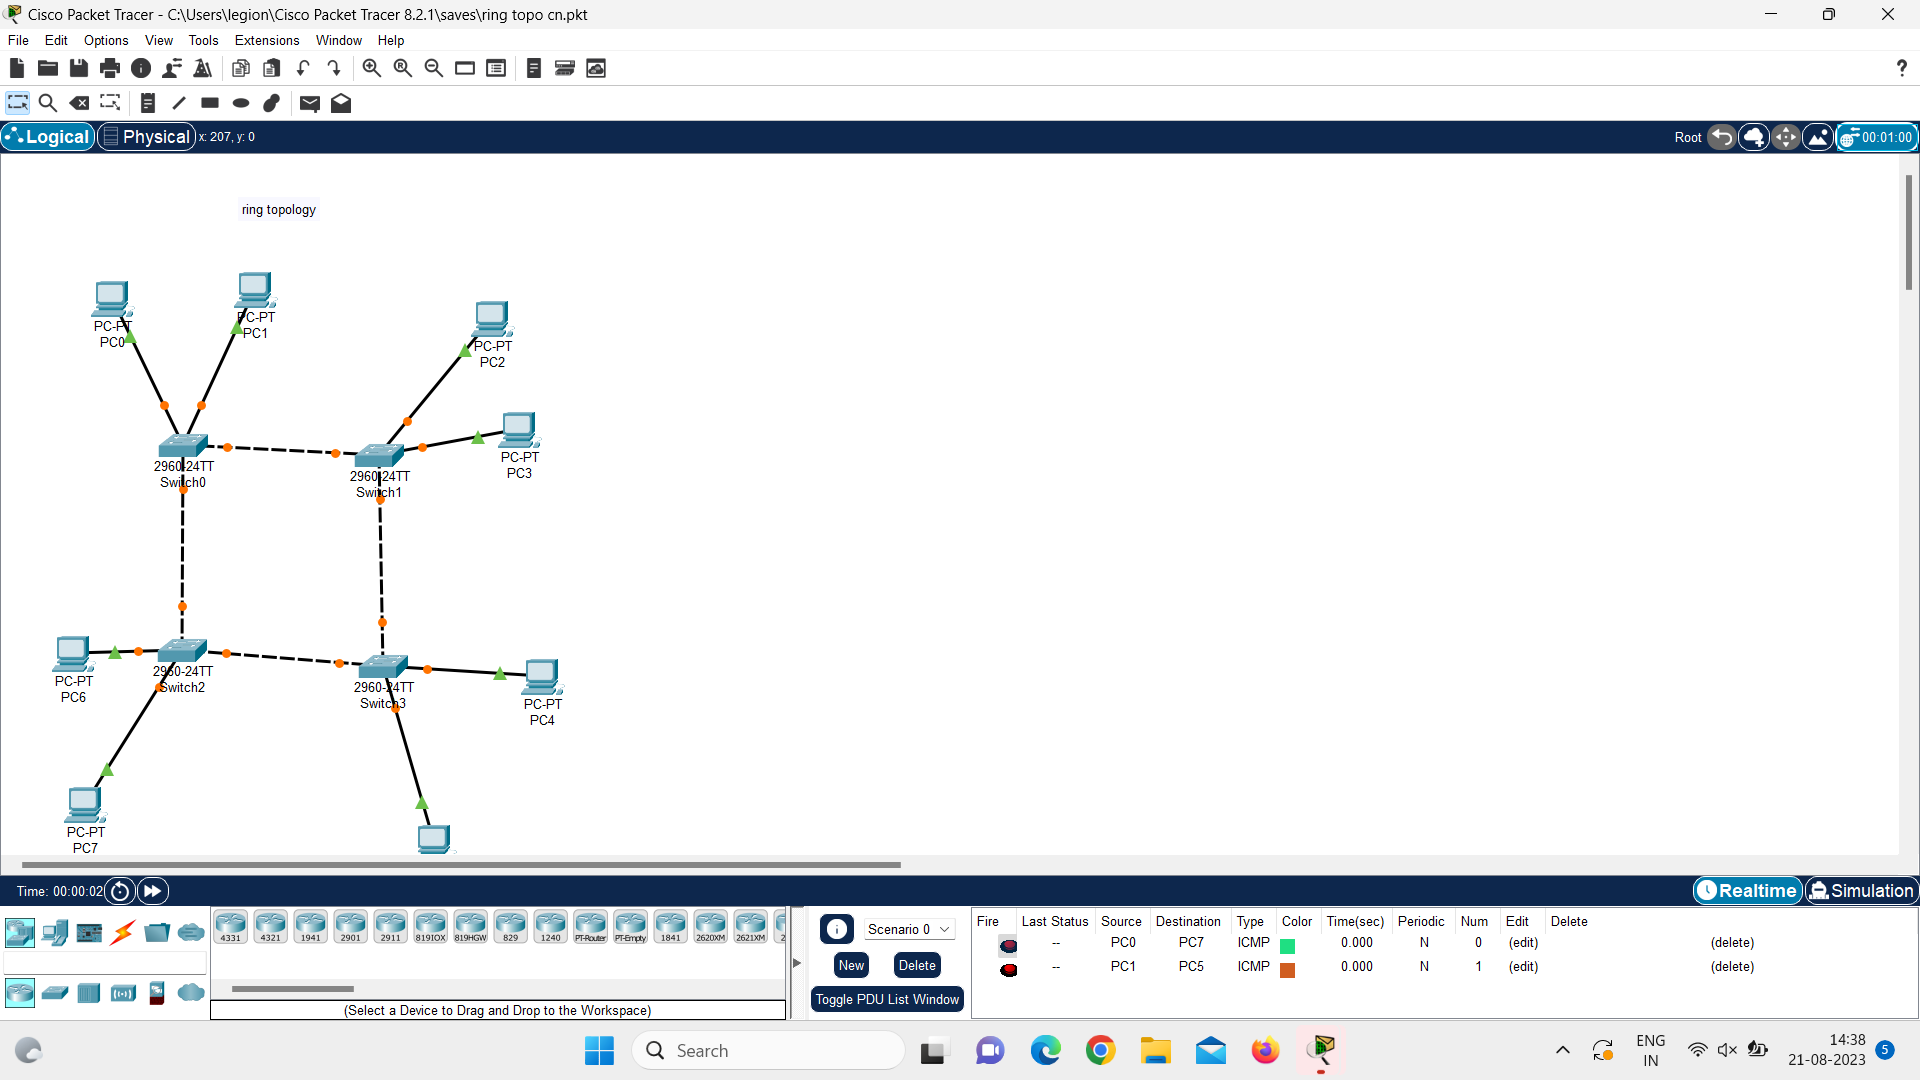 Cisco Packet Tracer - C:\Users\legion\Cisco Packet Tracer 8.2.1\saves\ring topo cn.pkt
File Edit Options View Tools Extensions Window Help
?
Logical Physical x: 207, y: 0 Root 00:01:00
ring topology
PC-PT
PC0
PC-PT
PC1
PC-PT
PC2
PC-PT
PC3
2960-24TT
Switch0
2960-24TT
Switch1
PC-PT
PC6
2960-24TT
Switch2
2960-24TT
Switch3
PC-PT
PC4
PC-PT
PC7
Time: 00:00:02 Realtime Simulation
4331 4321 1941 2901 2911 819IOX 819HGW 829 1240 PT-Router PT-Empty 1841 2620XM 2621XM
(Select a Device to Drag and Drop to the Workspace)
Scenario 0
New Delete
Toggle PDU List Window
Fire Last Status Source Destination Type Color Time(sec) Periodic Num Edit Delete
-- PC0 PC7 ICMP 0.000 N 0 (edit) (delete)
-- PC1 PC5 ICMP 0.000 N 1 (edit) (delete)
Search
ENG
IN
14:38
21-08-2023
5